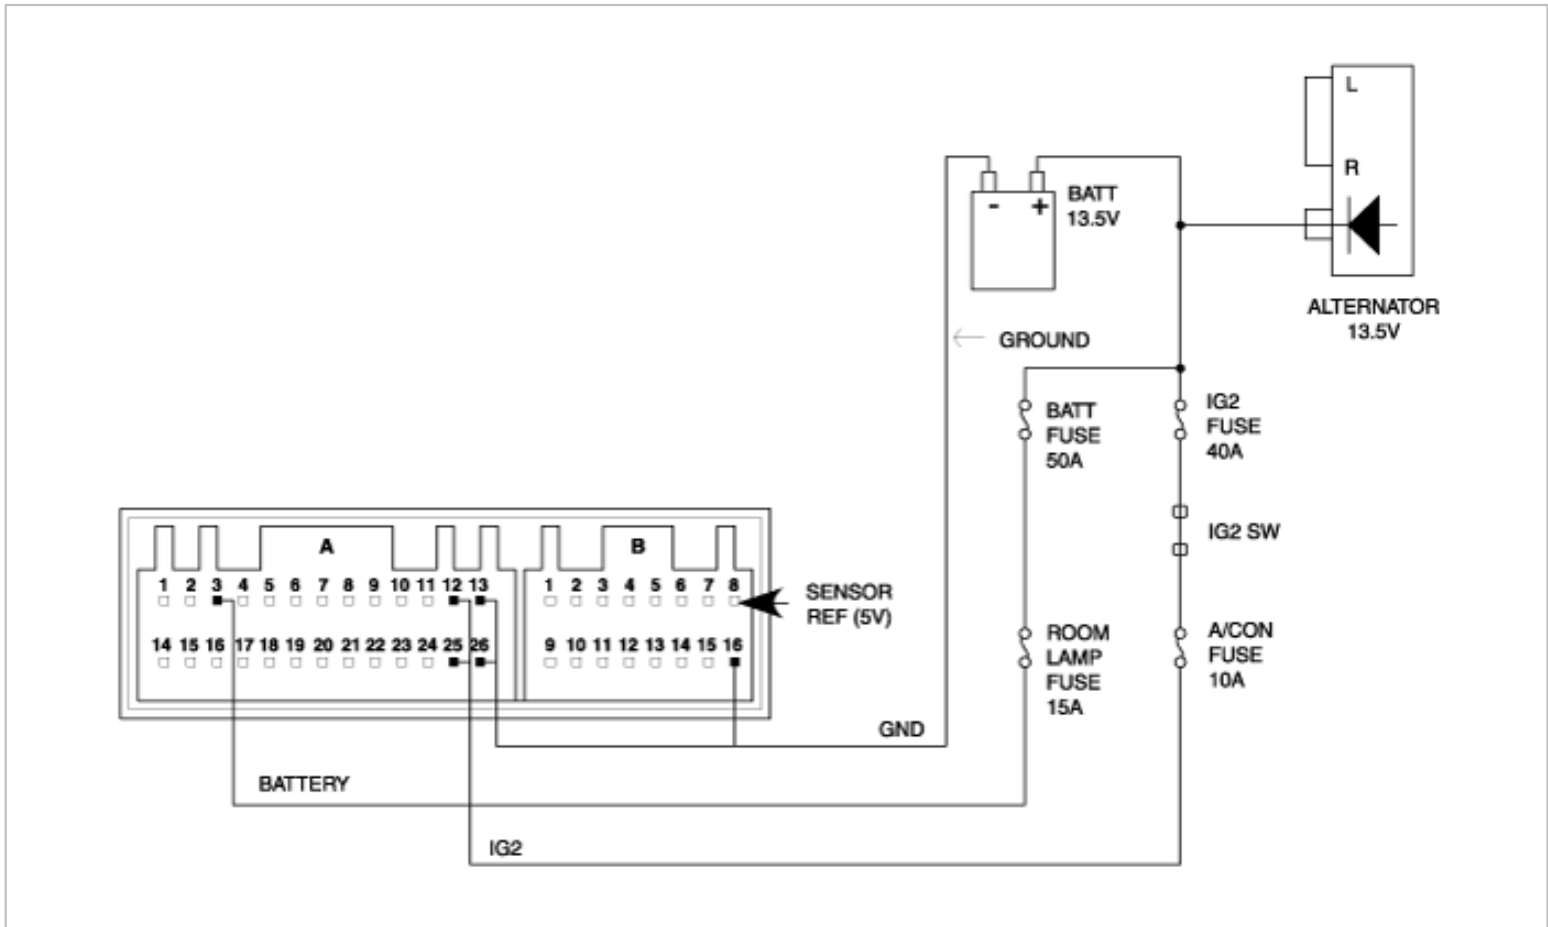 L
R
BATT
13.5V
- +
ALTERNATOR
13.5V
GROUND
BATT
FUSE
50A
IG2
FUSE
40A
IG2 SW
A B
1 2 3 4 5 6 7 8 9 10 11 12 13 1 2 3 4 5 6 7 8
SENSOR
REF (5V)
14 15 16 17 18 19 20 21 22 23 24 25 26 9 10 11 12 13 14 15 16
ROOM
LAMP
FUSE
15A
A/CON
FUSE
10A
GND
BATTERY
IG2